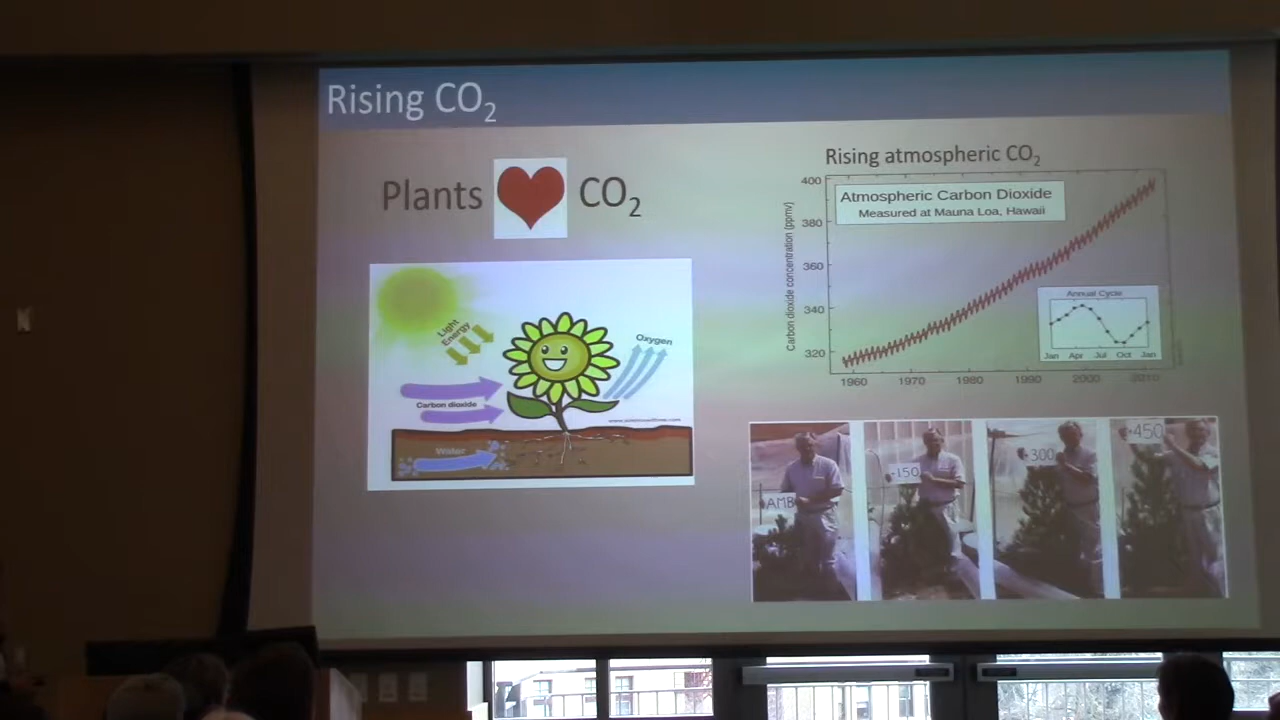 Rising CO₂
Plants
CO₂
Light
Energy
Oxygen
Carbon dioxide
Water
Rising atmospheric CO₂
Atmospheric Carbon Dioxide
Measured at Mauna Loa, Hawaii
Carbon dioxide concentration (ppmv)
400
380
360
340
320
1960
1970
1980
1990
2000
2010
Annual Cycle
Jan Apr Jul Oct Jan
AMB
+150
+300
+450